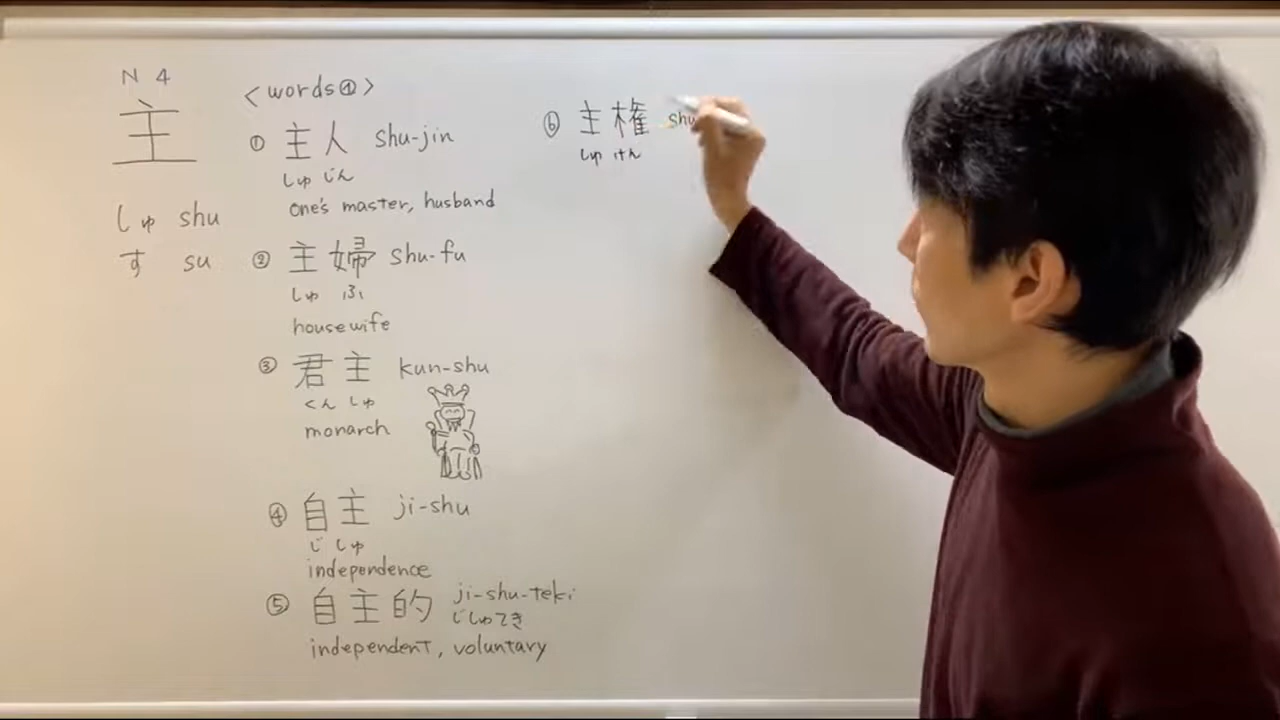 N4
主
しゅ shu
す su
<words①>
① 主人 shu-jin
しゅ じん
one's master, husband
② 主婦 shu-fu
しゅ ふ
housewife
③ 君主 kun-shu
くん しゅ
monarch
④ 自主 ji-shu
じ しゅ
independence
⑤ 自主的 ji-shu-teki
じしゅてき
independent, voluntary
⑥ 主権 shu
しゅ けん